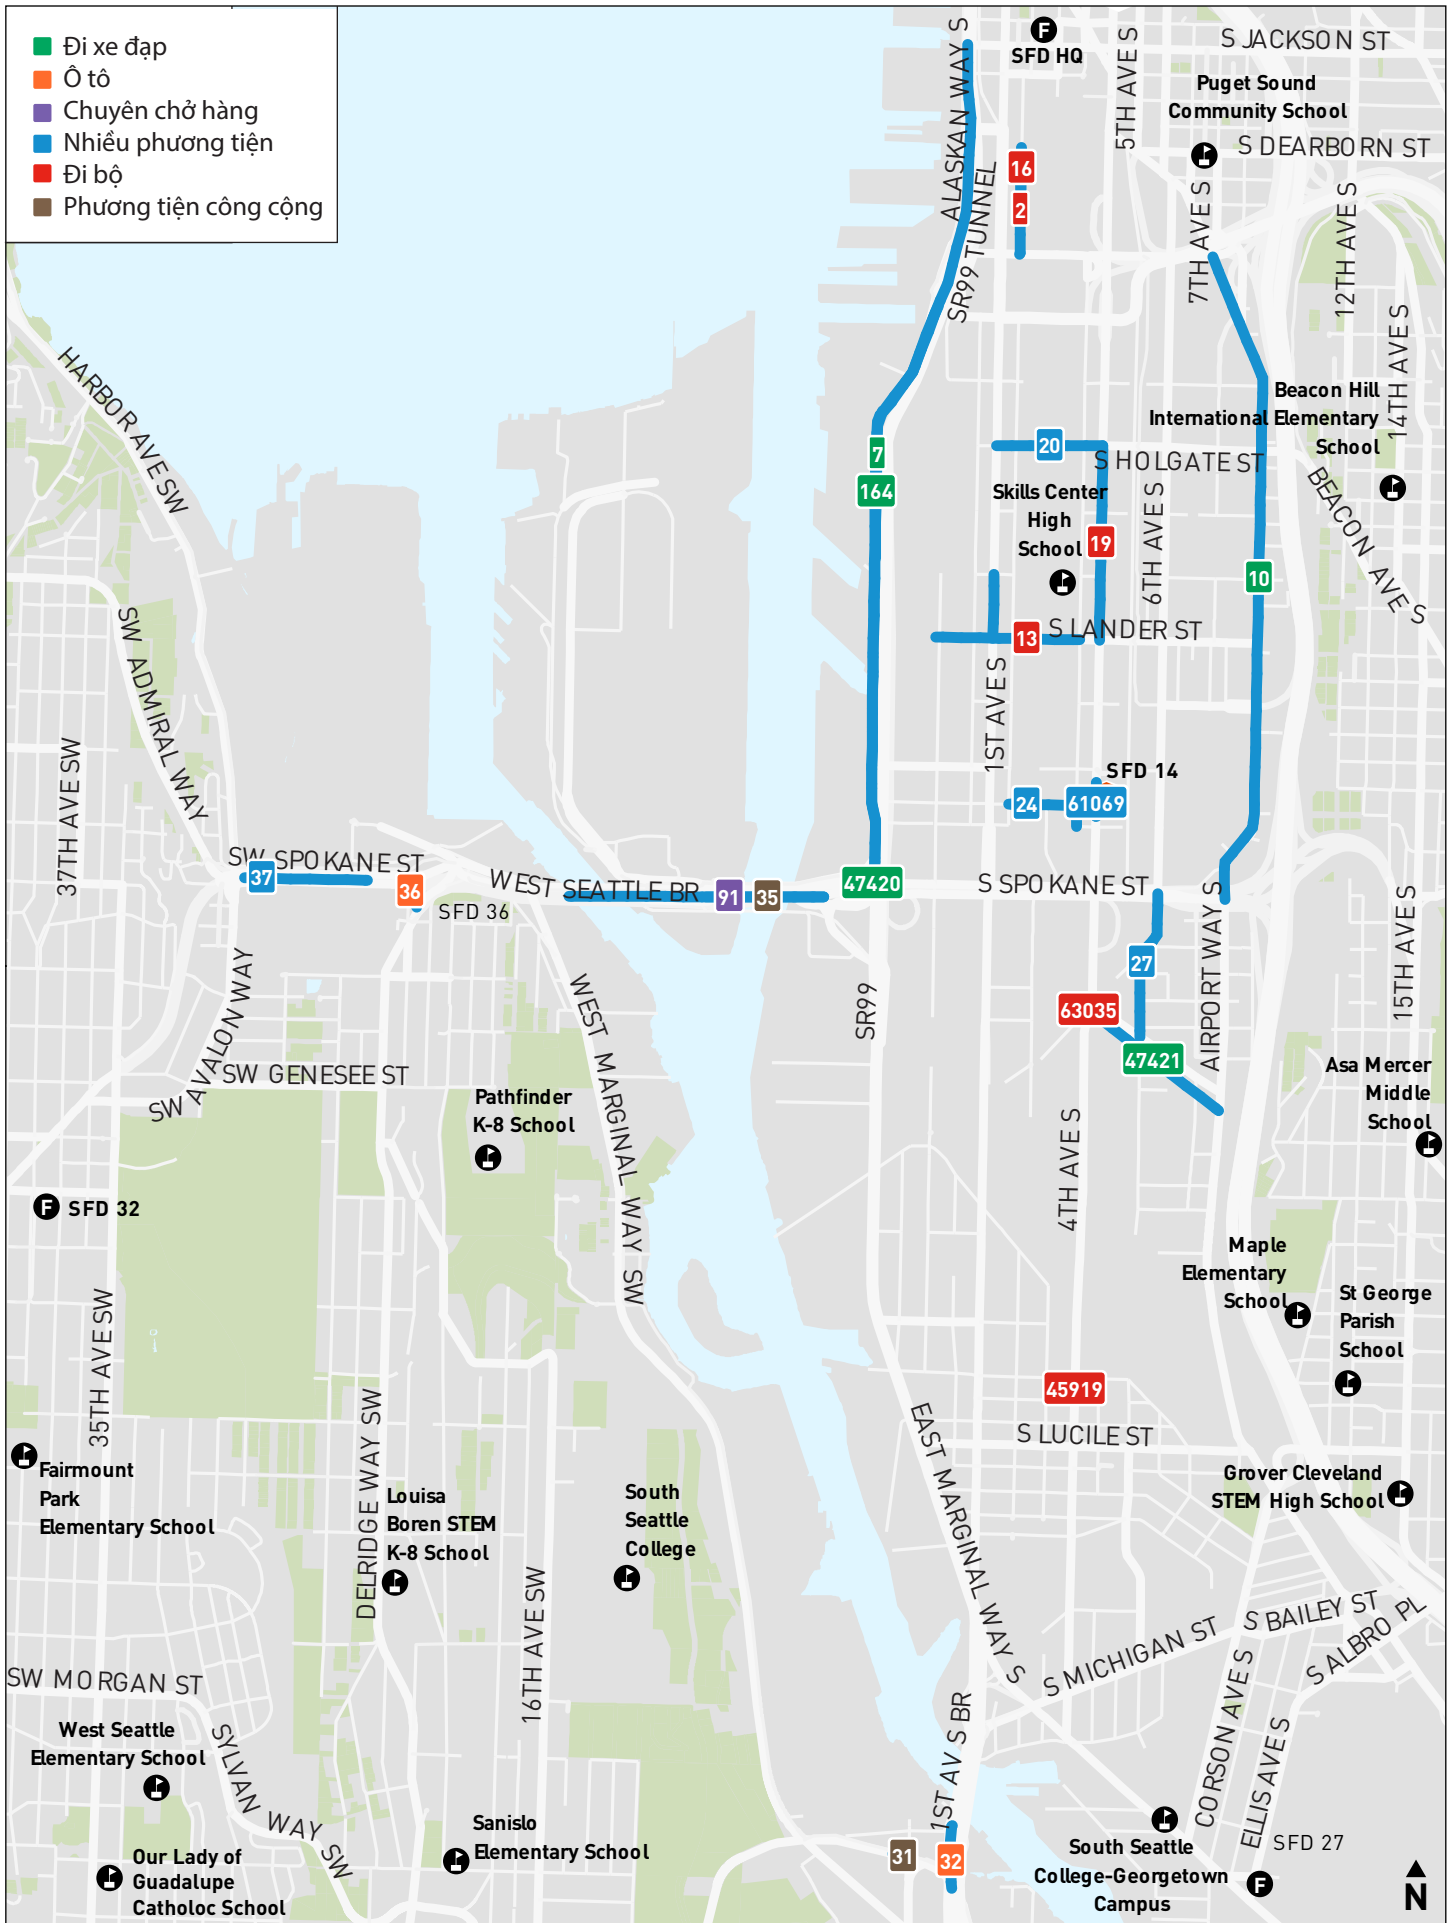 Đi xe đạp
Ô tô
Chuyên chở hàng
Nhiều phương tiện
Đi bộ
Phương tiện công cộng
F
SFD HQ
S JACKSON ST
ALASKAN WAY S
5TH AVE S
Puget Sound
Community School
S DEARBORN ST
16
2
SR99 TUNNEL
7TH AVE S
12TH AVE S
14TH AVE S
HARBOR AVE SW
Beacon Hill
International Elementary
School
7
20
S HOLGATE ST
164
Skills Center
High
School
19
6TH AVE S
BEACON AVE S
10
SW ADMIRAL WAY
13
S LANDER ST
1ST AVE S
37TH AVE SW
SFD 14
24
61069
SW SPOKANE ST
37
36
SFD 36
WEST SEATTLE BR
91
35
47420
S SPOKANE ST
AIRPORT WAY S
15TH AVE S
27
SW AVALON WAY
WEST MARGINAL WAY SW
SR99
63035
47421
SW GENESEE ST
Pathfinder
K-8 School
Asa Mercer
Middle
School
4TH AVE S
F
SFD 32
Maple
Elementary
School
St George
Parish
School
35TH AVE SW
45919
S LUCILE ST
DELRIDGE WAY SW
EAST MARGINAL WAY S
Fairmount
Park
Elementary School
Louisa
Boren STEM
K-8 School
South
Seattle
College
Grover Cleveland
STEM High School
16TH AVE SW
S MICHIGAN ST
S BAILEY ST
S ALBRO PL
SW MORGAN ST
West Seattle
Elementary School
SYLVAN WAY SW
1ST AV S BR
CORSON AVE S
ELLIS AVE S
Sanislo
Elementary School
Our Lady of
Guadalupe
Catholoc School
31
32
South Seattle
College-Georgetown
Campus
SFD 27
F
N